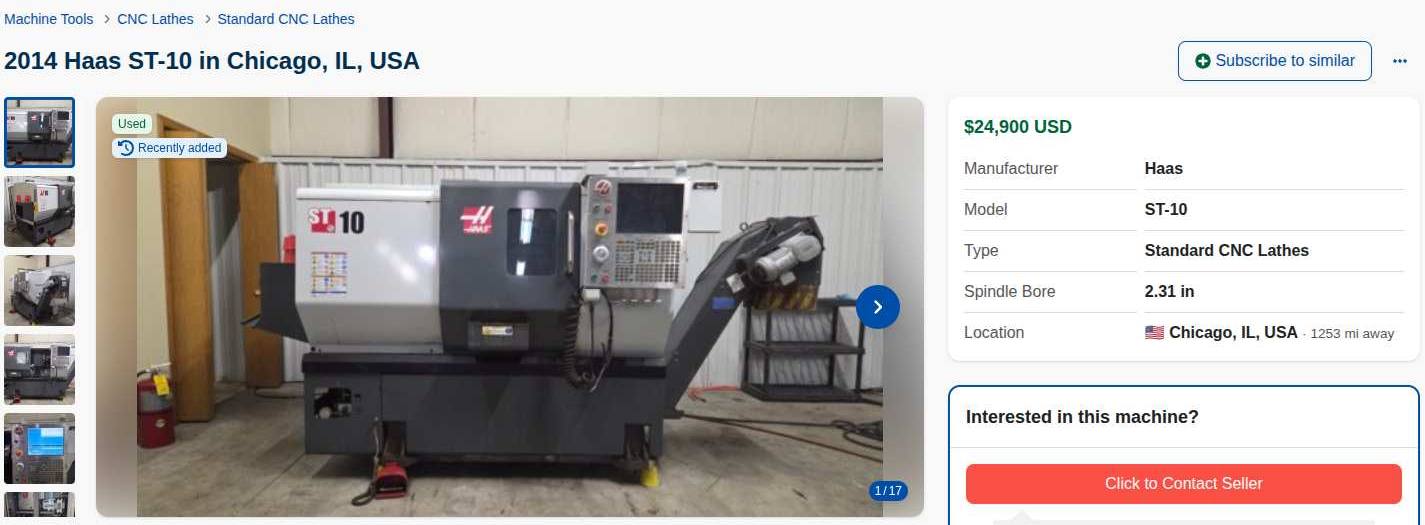 Machine Tools > CNC Lathes > Standard CNC Lathes
2014 Haas ST-10 in Chicago, IL, USA
Subscribe to similar
Used
Recently added
ST 10
HAAS
1 / 17
$24,900 USD
Manufacturer Haas
Model ST-10
Type Standard CNC Lathes
Spindle Bore 2.31 in
Location Chicago, IL, USA · 1253 mi away
Interested in this machine?
Click to Contact Seller